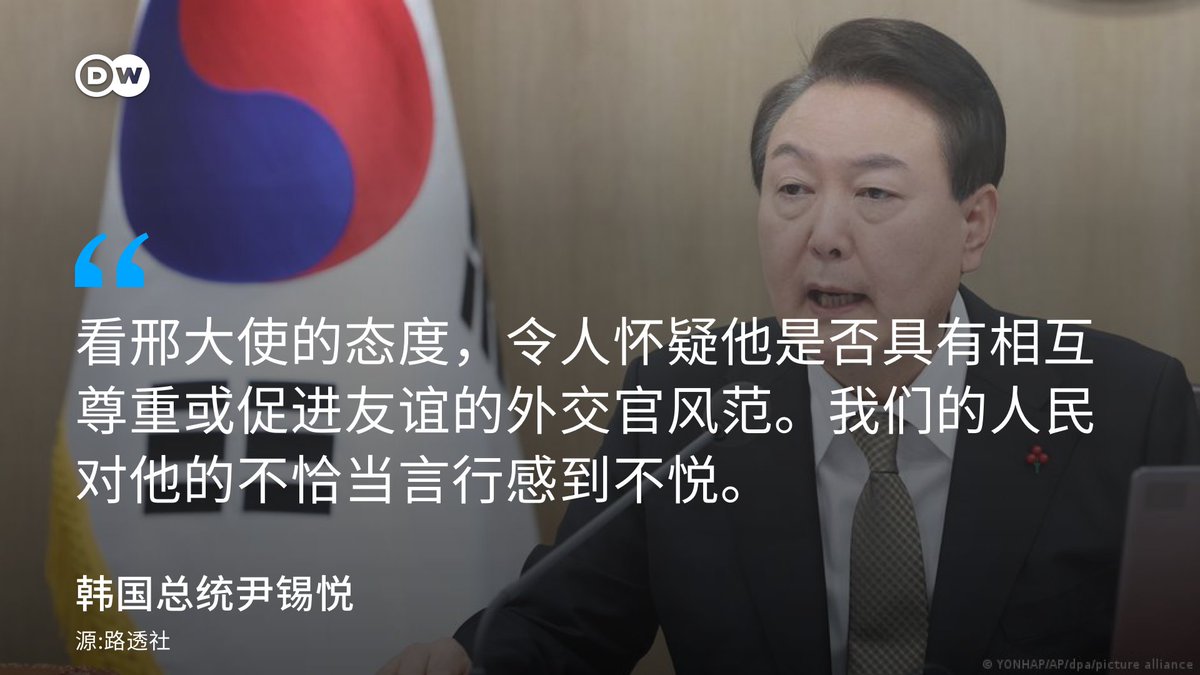 DW
看邢大使的态度，令人怀疑他是否具有相互
尊重或促进友谊的外交官风范。我们的人民
对他的不恰当言行感到不悦。
韩国总统尹锡悦
源:路透社
© YONHAP/AP/dpa/picture alliance